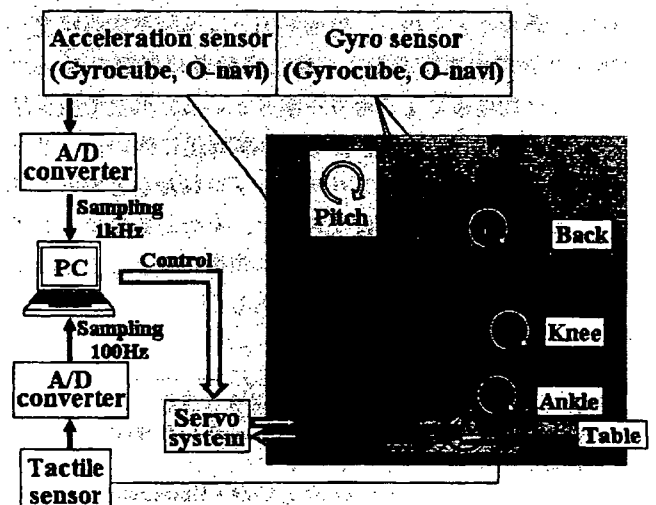 Acceleration sensor
(Gyrocube, O-navi)
Gyro sensor
(Gyrocube, O-navi)
A/D
converter
Sampling
1kHz
PC
Control
Sampling
100Hz
A/D
converter
Tactile
sensor
Servo
system
Pitch
Back
Knee
Ankle
Table